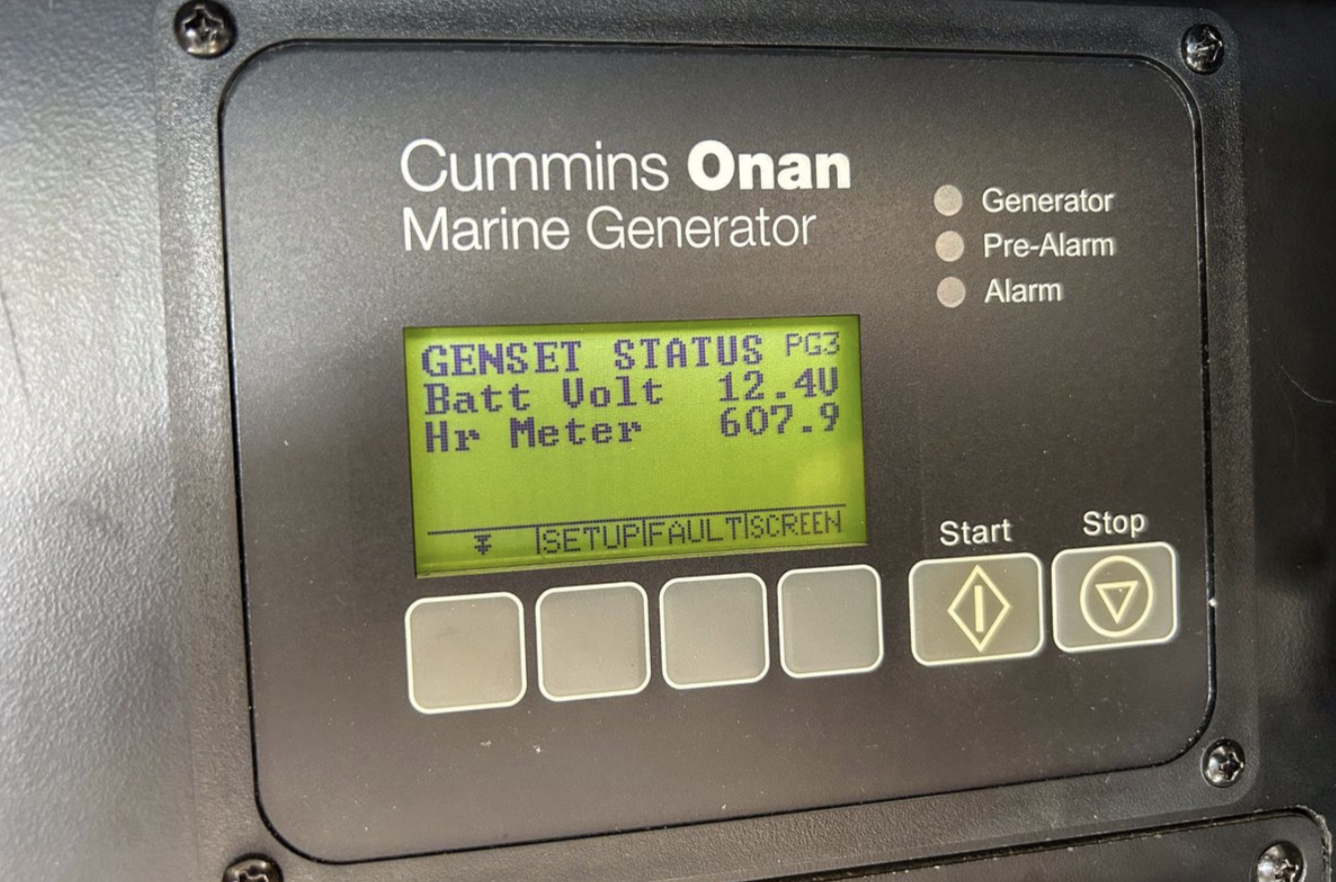 Cummins Onan
Marine Generator
Generator
Pre-Alarm
Alarm
GENSET STATUS PG3
Batt Volt 12.4V
Hr Meter 607.9
|SETUP|FAULT|SCREEN
Start
Stop